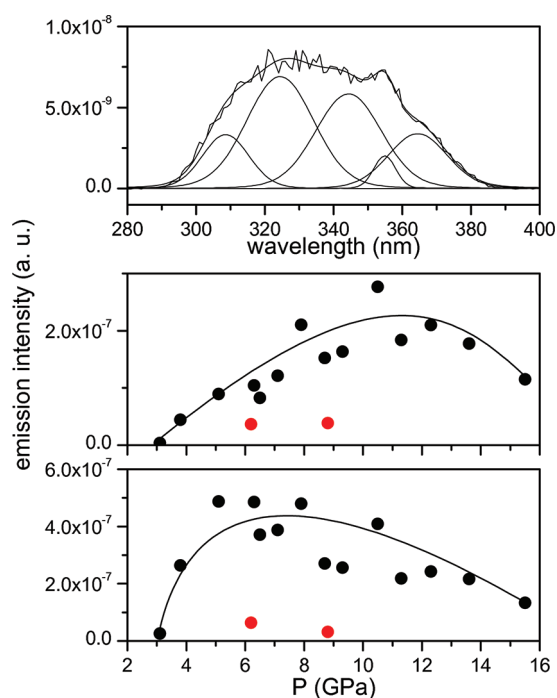 1.0x10⁻⁸
5.0x10⁻⁹
0.0
280 300 320 340 360 380 400
wavelength (nm)
emission intensity (a. u.)
2.0x10⁻⁷
0.0
6.0x10⁻⁷
4.0x10⁻⁷
2.0x10⁻⁷
0.0
2 4 6 8 10 12 14 16
P (GPa)